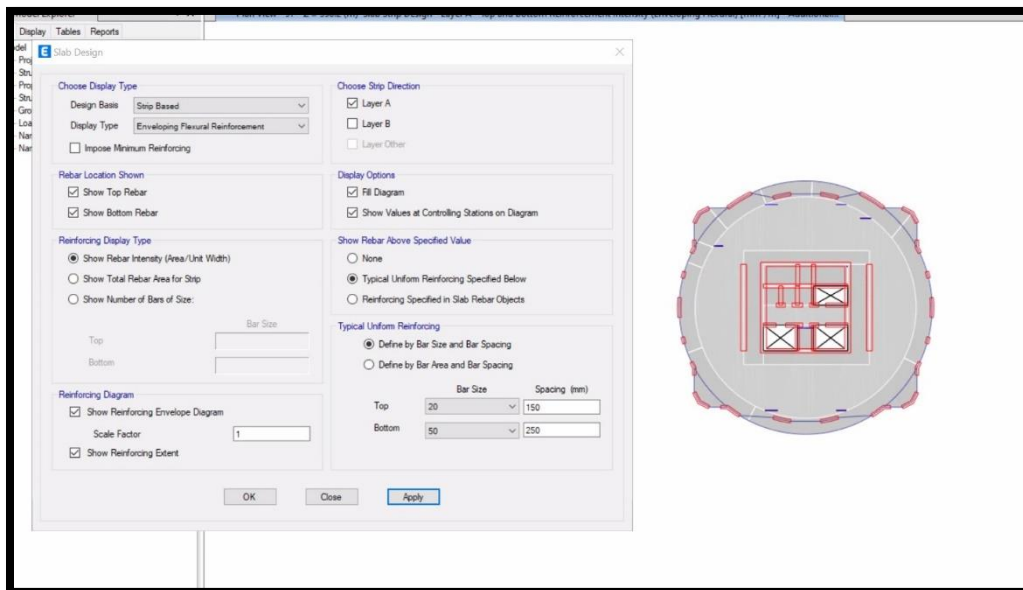 Display Tables Reports
Slab Design
Choose Display Type
Design Basis Strip Based
Display Type Enveloping Flexural Reinforcement
Impose Minimum Reinforcing
Rebar Location Shown
Show Top Rebar
Show Bottom Rebar
Reinforcing Display Type
Show Rebar Intensity (Area/Unit Width)
Show Total Rebar Area for Strip
Show Number of Bars of Size:
Bar Size
Top
Bottom
Reinforcing Diagram
Show Reinforcing Envelope Diagram
Scale Factor 1
Show Reinforcing Extent
Choose Strip Direction
Layer A
Layer B
Layer Other
Display Options
Fill Diagram
Show Values at Controlling Stations on Diagram
Show Rebar Above Specified Value
None
Typical Uniform Reinforcing Specified Below
Reinforcing Specified in Slab Rebar Objects
Typical Uniform Reinforcing
Define by Bar Size and Bar Spacing
Define by Bar Area and Bar Spacing
Bar Size Spacing (mm)
Top 20 150
Bottom 50 250
OK Close Apply